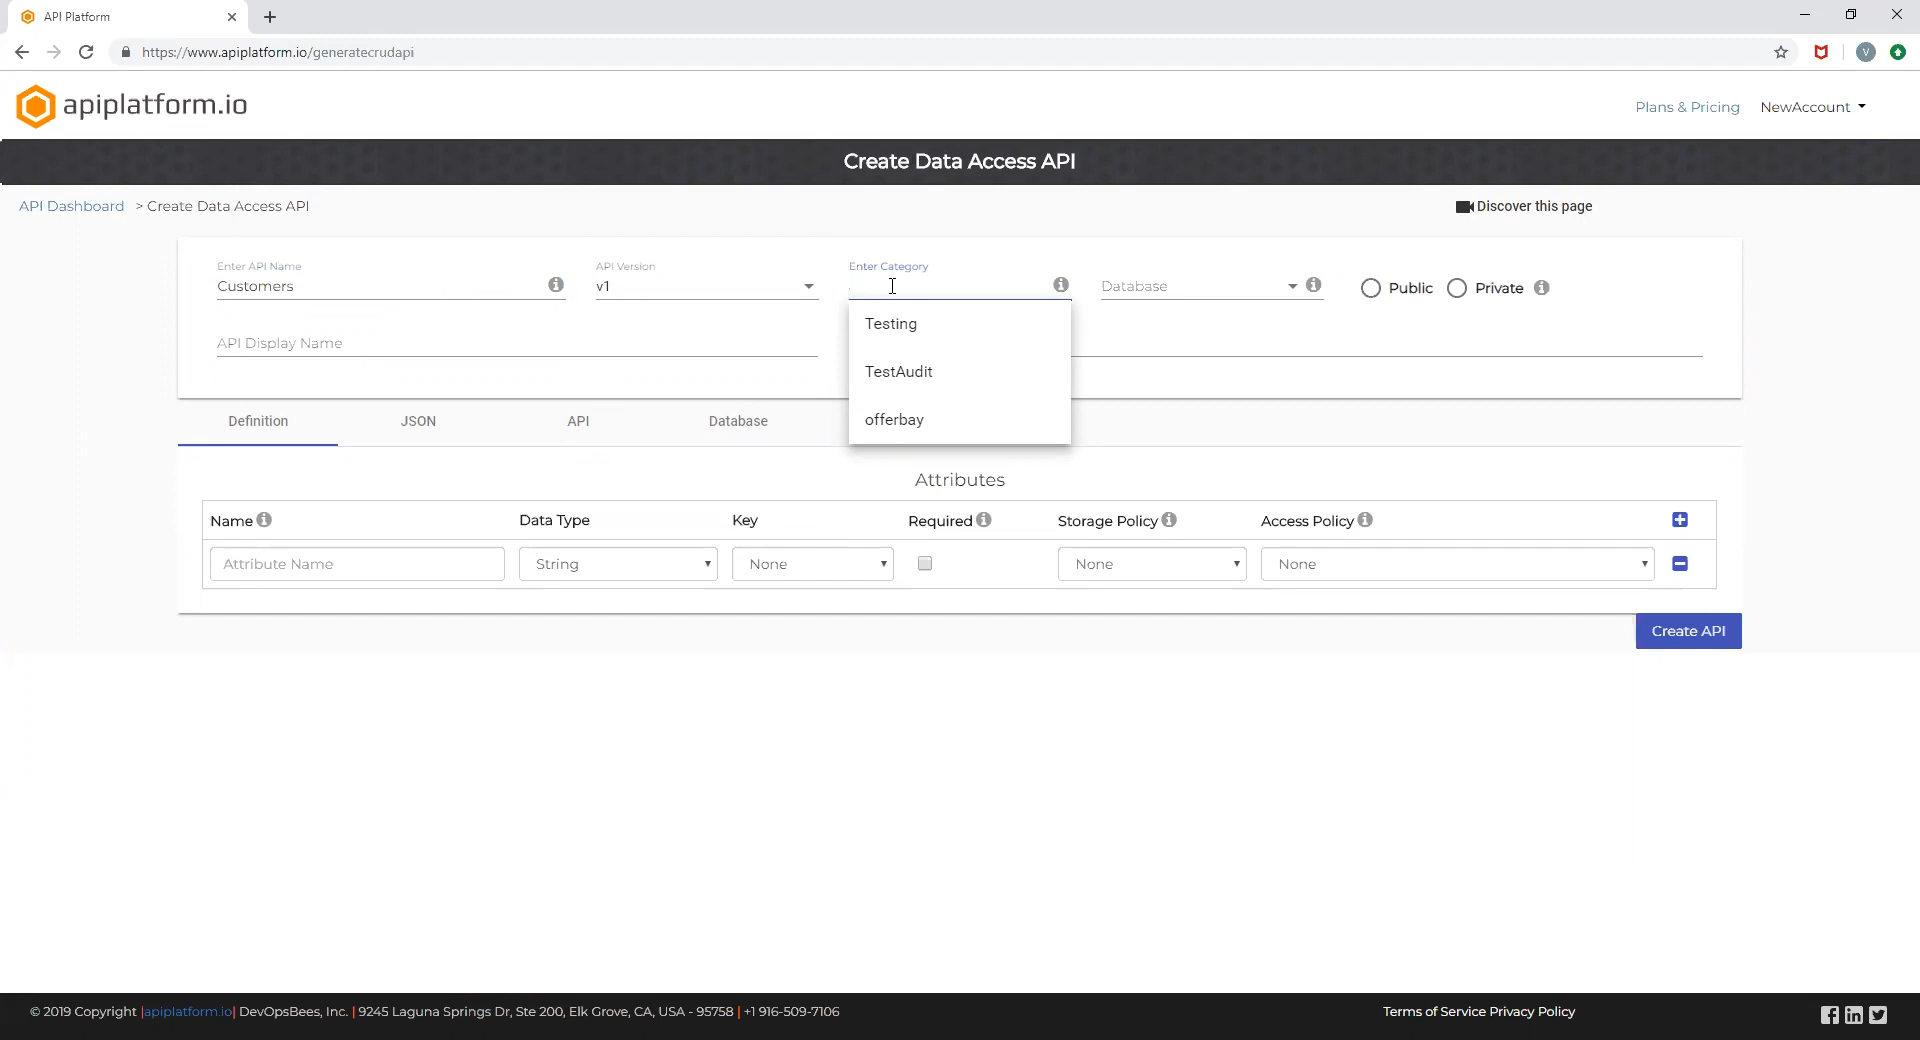 API Platform
https://www.apiplatform.io/generatecrudapi
V
apiplatform.io
Plans & Pricing
NewAccount
Create Data Access API
API Dashboard > Create Data Access API
Discover this page
Enter API Name
Customers
API Version
v1
Enter Category
Database
Public
Private
API Display Name
Testing
TestAudit
offerbay
Definition
JSON
API
Database
Attributes
Name
Data Type
Key
Required
Storage Policy
Access Policy
Attribute Name
String
None
None
None
Create API
© 2019 Copyright |apiplatform.io| DevOpsBees, Inc. | 9245 Laguna Springs Dr, Ste 200, Elk Grove, CA, USA - 95758 | +1 916-509-7106
Terms of Service Privacy Policy